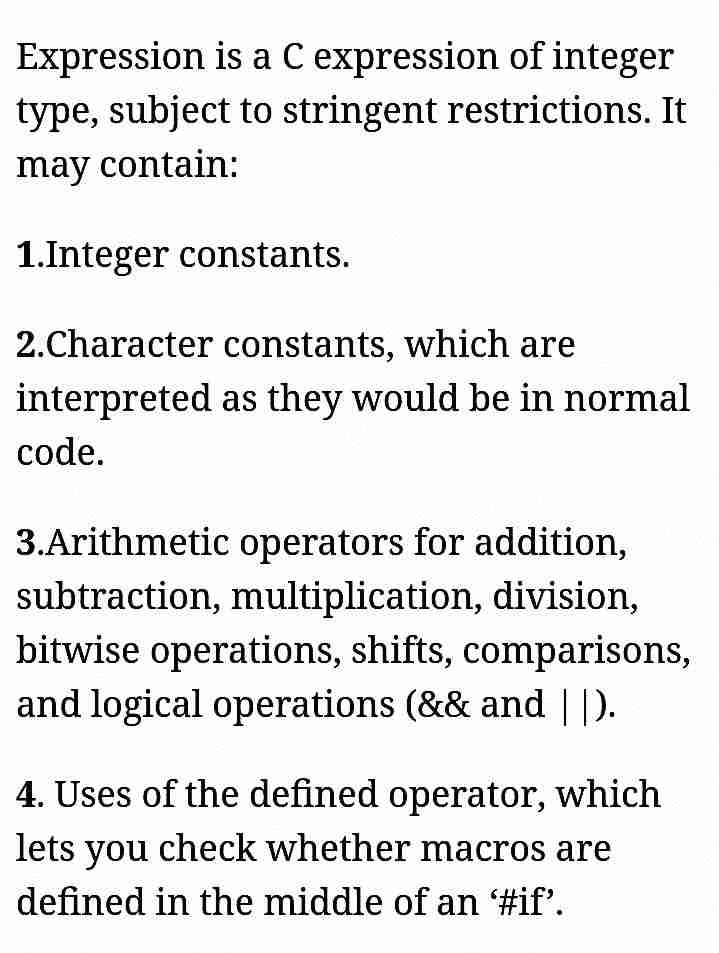 Expression is a C expression of integer
type, subject to stringent restrictions. It
may contain:
1.Integer constants.
2.Character constants, which are
interpreted as they would be in normal
code.
3.Arithmetic operators for addition,
subtraction, multiplication, division,
bitwise operations, shifts, comparisons,
and logical operations (&& and ||).
4. Uses of the defined operator, which
lets you check whether macros are
defined in the middle of an ‘#if’.